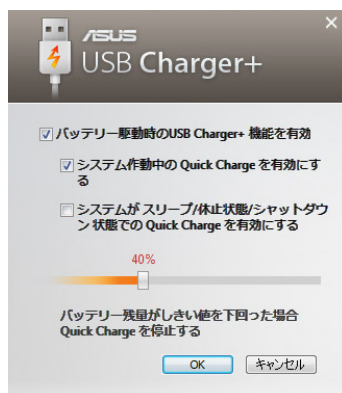 ASUS
USB Charger+
バッテリー駆動時のUSB Charger+ 機能を有効
システム作動中の Quick Charge を有効にす
る
システムが スリープ/休止状態/シャットダウ
ン 状態での Quick Charge を有効にする
40%
バッテリー残量がしきい値を下回った場合
Quick Charge を停止する
OK キャンセル